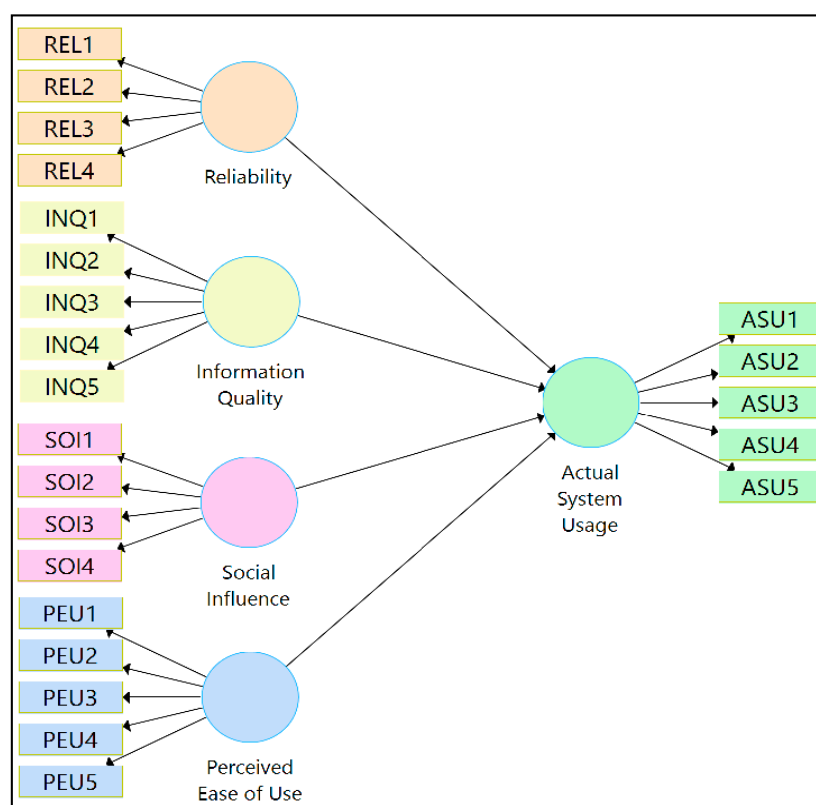 REL1
REL2
REL3
REL4
Reliability
INQ1
INQ2
INQ3
INQ4
INQ5
Information
Quality
SOI1
SOI2
SOI3
SOI4
Social
Influence
PEU1
PEU2
PEU3
PEU4
PEU5
Perceived
Ease of Use
Actual
System
Usage
ASU1
ASU2
ASU3
ASU4
ASU5